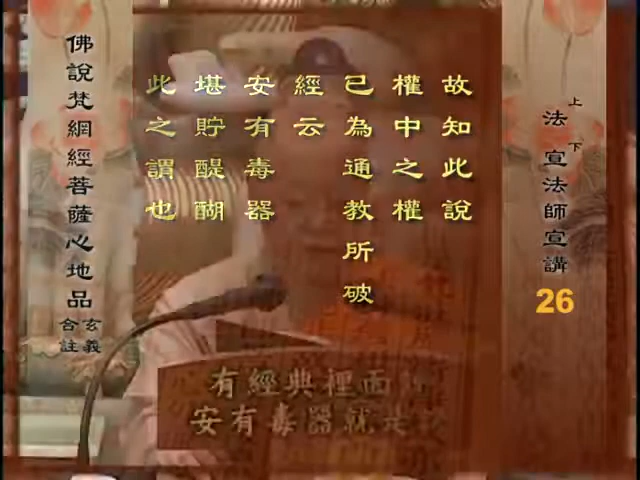 上下
法宣法師宣講
26
故知此說
權中之權
已為通教所破
經云
安有毒器
堪貯醍醐
此之謂也
佛說梵網經菩薩心地品
玄義
合註
有經典裡面
安有毒器就是